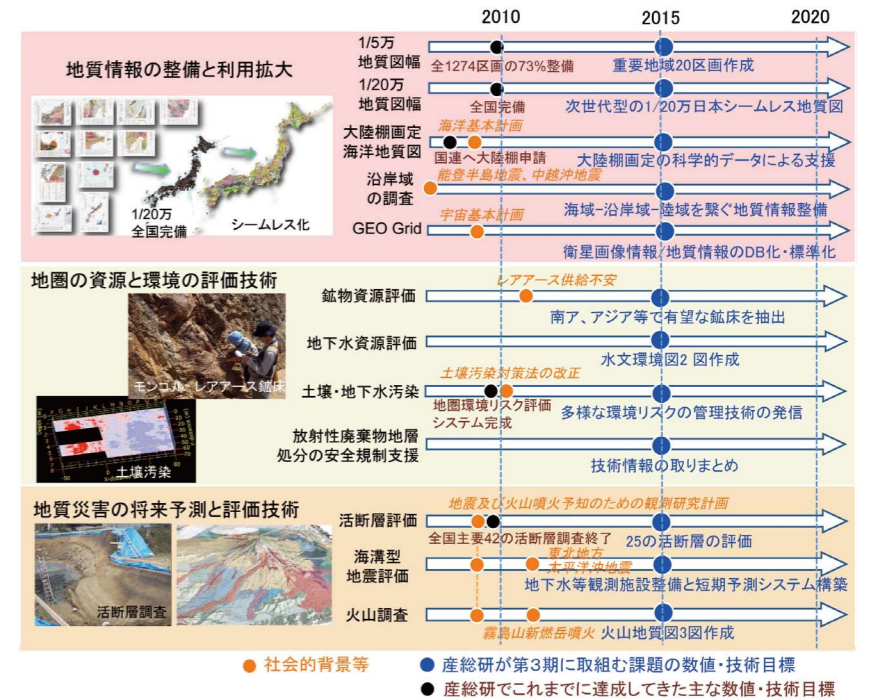 2010 2015 2020
地質情報の整備と利用拡大
1/20万
全国完備
シームレス化
1/5万
地質図幅
全1274区画の73%整備
重要地域20区画作成
1/20万
地質図幅
全国完備
次世代型の1/20万日本シームレス地質図
大陸棚画定
海洋地質図
海洋基本計画
国連へ大陸棚申請
大陸棚画定の科学的データによる支援
沿岸域
の調査
能登半島地震、中越沖地震
海域-沿岸域-陸域を繋ぐ地質情報整備
GEO Grid
宇宙基本計画
衛星画像情報/地質情報のDB化・標準化
地圏の資源と環境の評価技術
モンゴル・レアアース鉱床
土壌汚染
鉱物資源評価
レアアース供給不安
南ア、アジア等で有望な鉱床を抽出
地下水資源評価
水文環境図2 図作成
土壌・地下水汚染
土壌汚染対策法の改正
地圏環境リスク評価
システム完成
多様な環境リスクの管理技術の発信
放射性廃棄物地層
処分の安全規制支援
技術情報の取りまとめ
地質災害の将来予測と評価技術
活断層調査
活断層評価
地震及び火山噴火予知のための観測研究計画
全国主要42の活断層調査終了
25の活断層の評価
海溝型
地震評価
東北地方
太平洋沖地震
地下水等観測施設整備と短期予測システム構築
火山調査
霧島山新燃岳噴火
火山地質図3図作成
社会的背景等
産総研が第3期に取組む課題の数値・技術目標
産総研でこれまでに達成してきた主な数値・技術目標